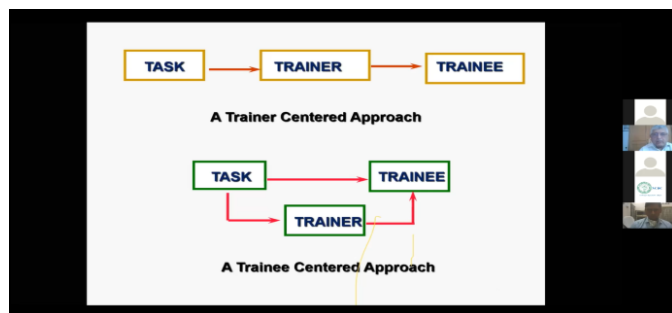 TASK TRAINER TRAINEE
A Trainer Centered Approach
TASK TRAINEE
TRAINER
A Trainee Centered Approach